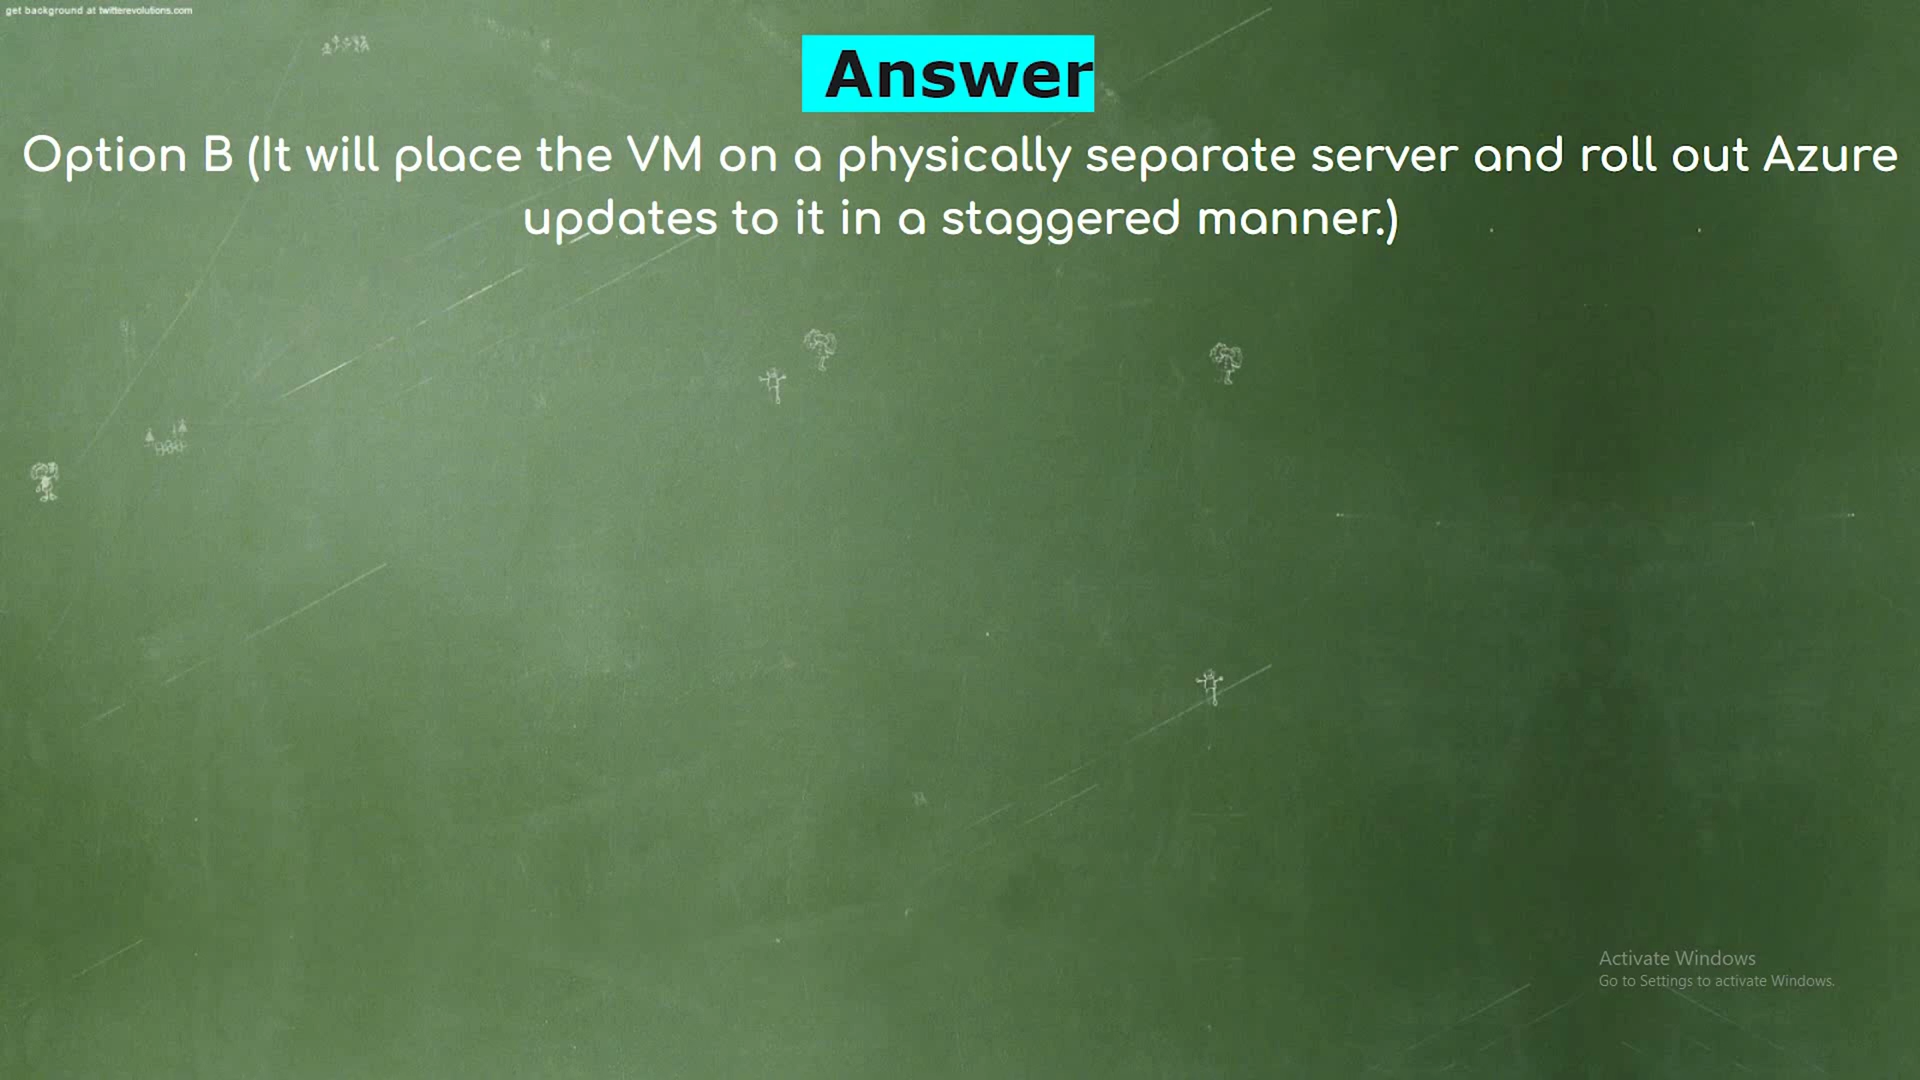 get background at twitterevolutions.com
Answer
Option B (It will place the VM on a physically separate server and roll out Azure
updates to it in a staggered manner.)
Activate Windows
Go to Settings to activate Windows.